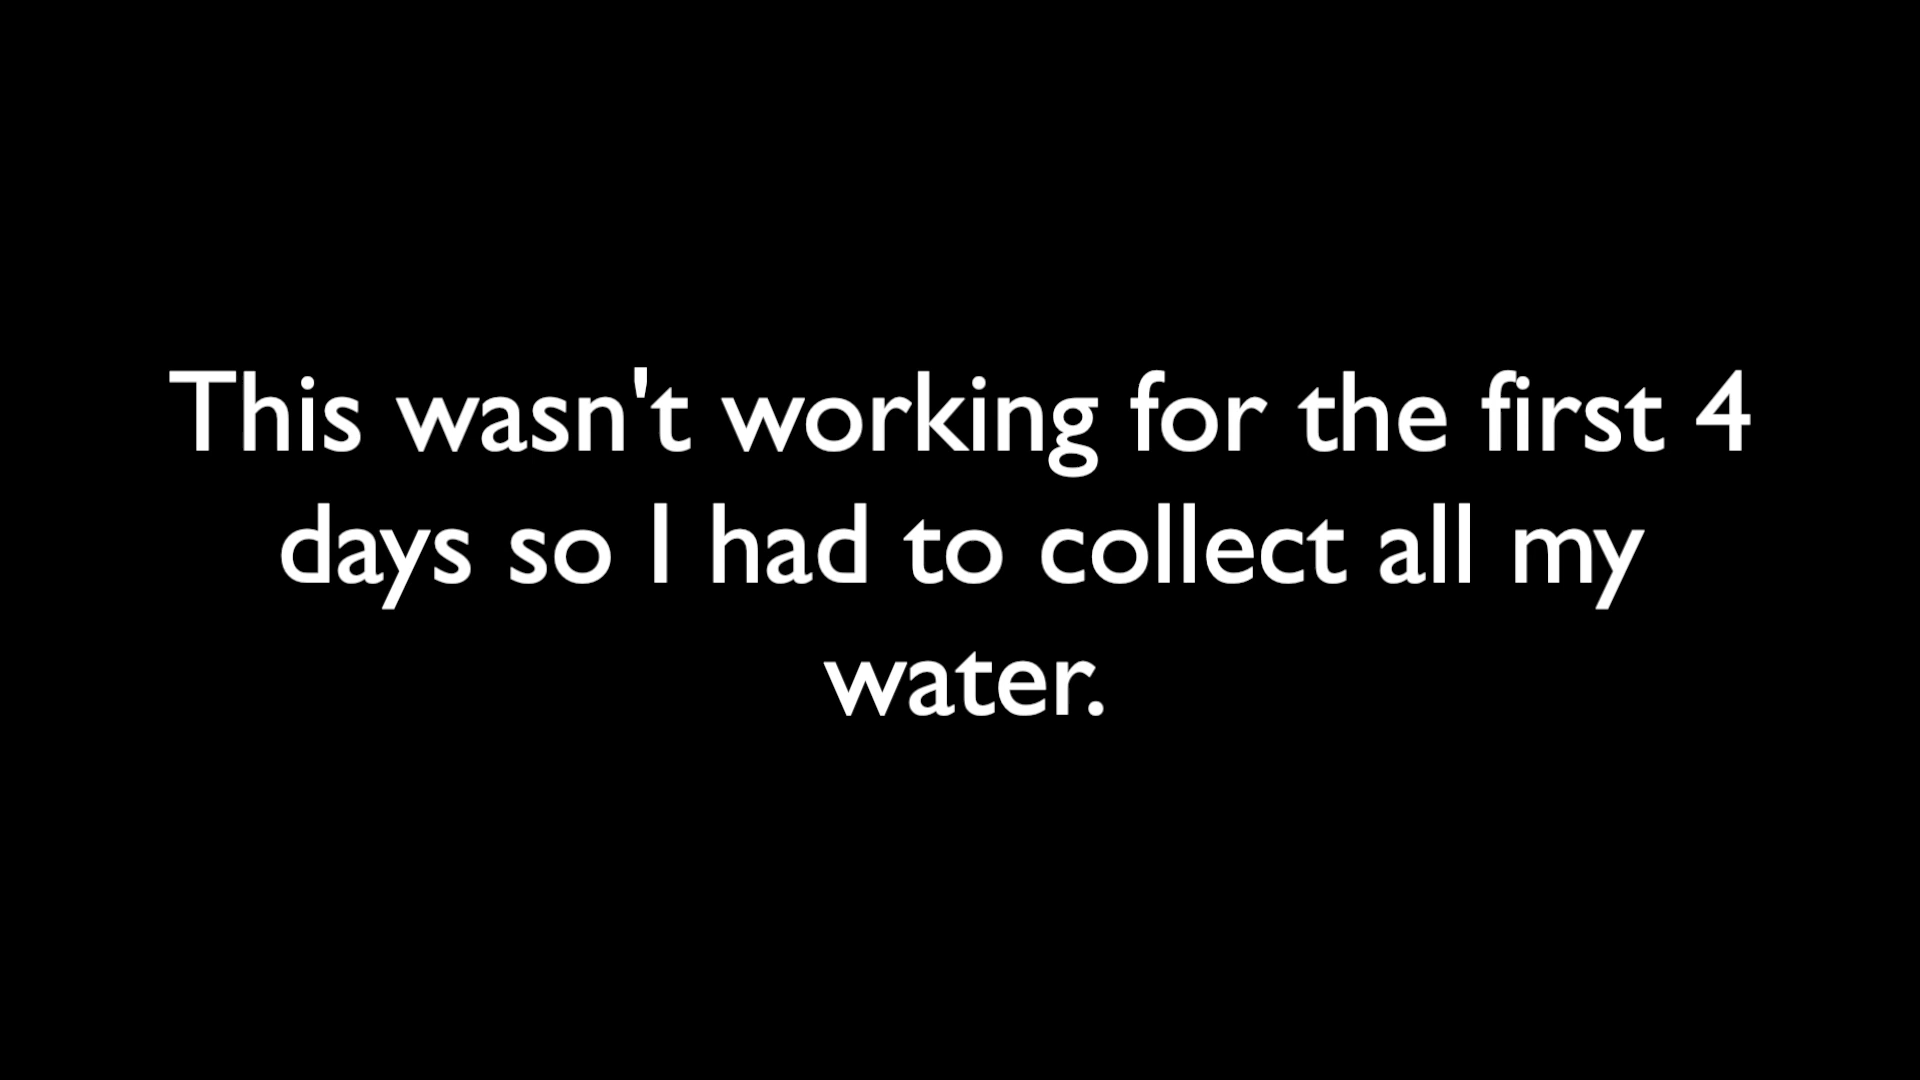 This wasn't working for the first 4
days so I had to collect all my
water.